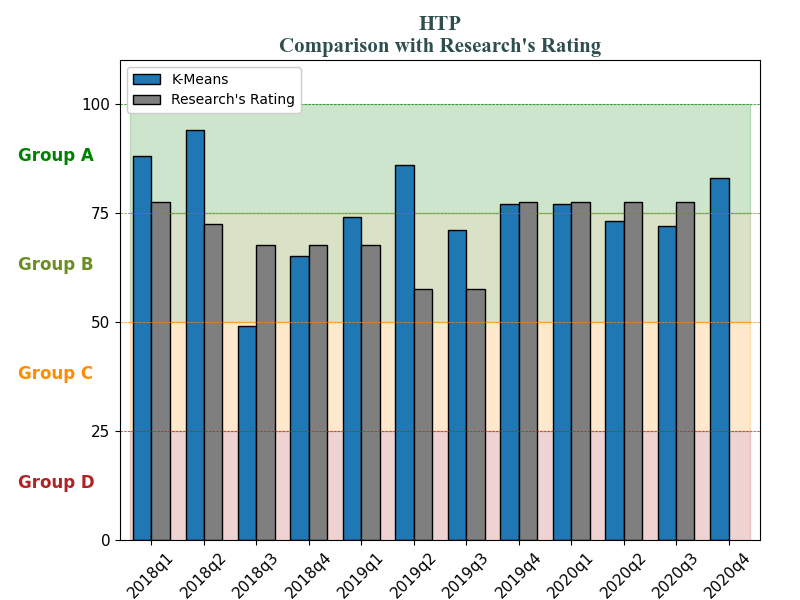 HTP
Comparison with Research's Rating
K-Means
Research's Rating
100
Group A
75
Group B
50
Group C
25
Group D
0
2018q1
2018q2
2018q3
2018q4
2019q1
2019q2
2019q3
2019q4
2020q1
2020q2
2020q3
2020q4